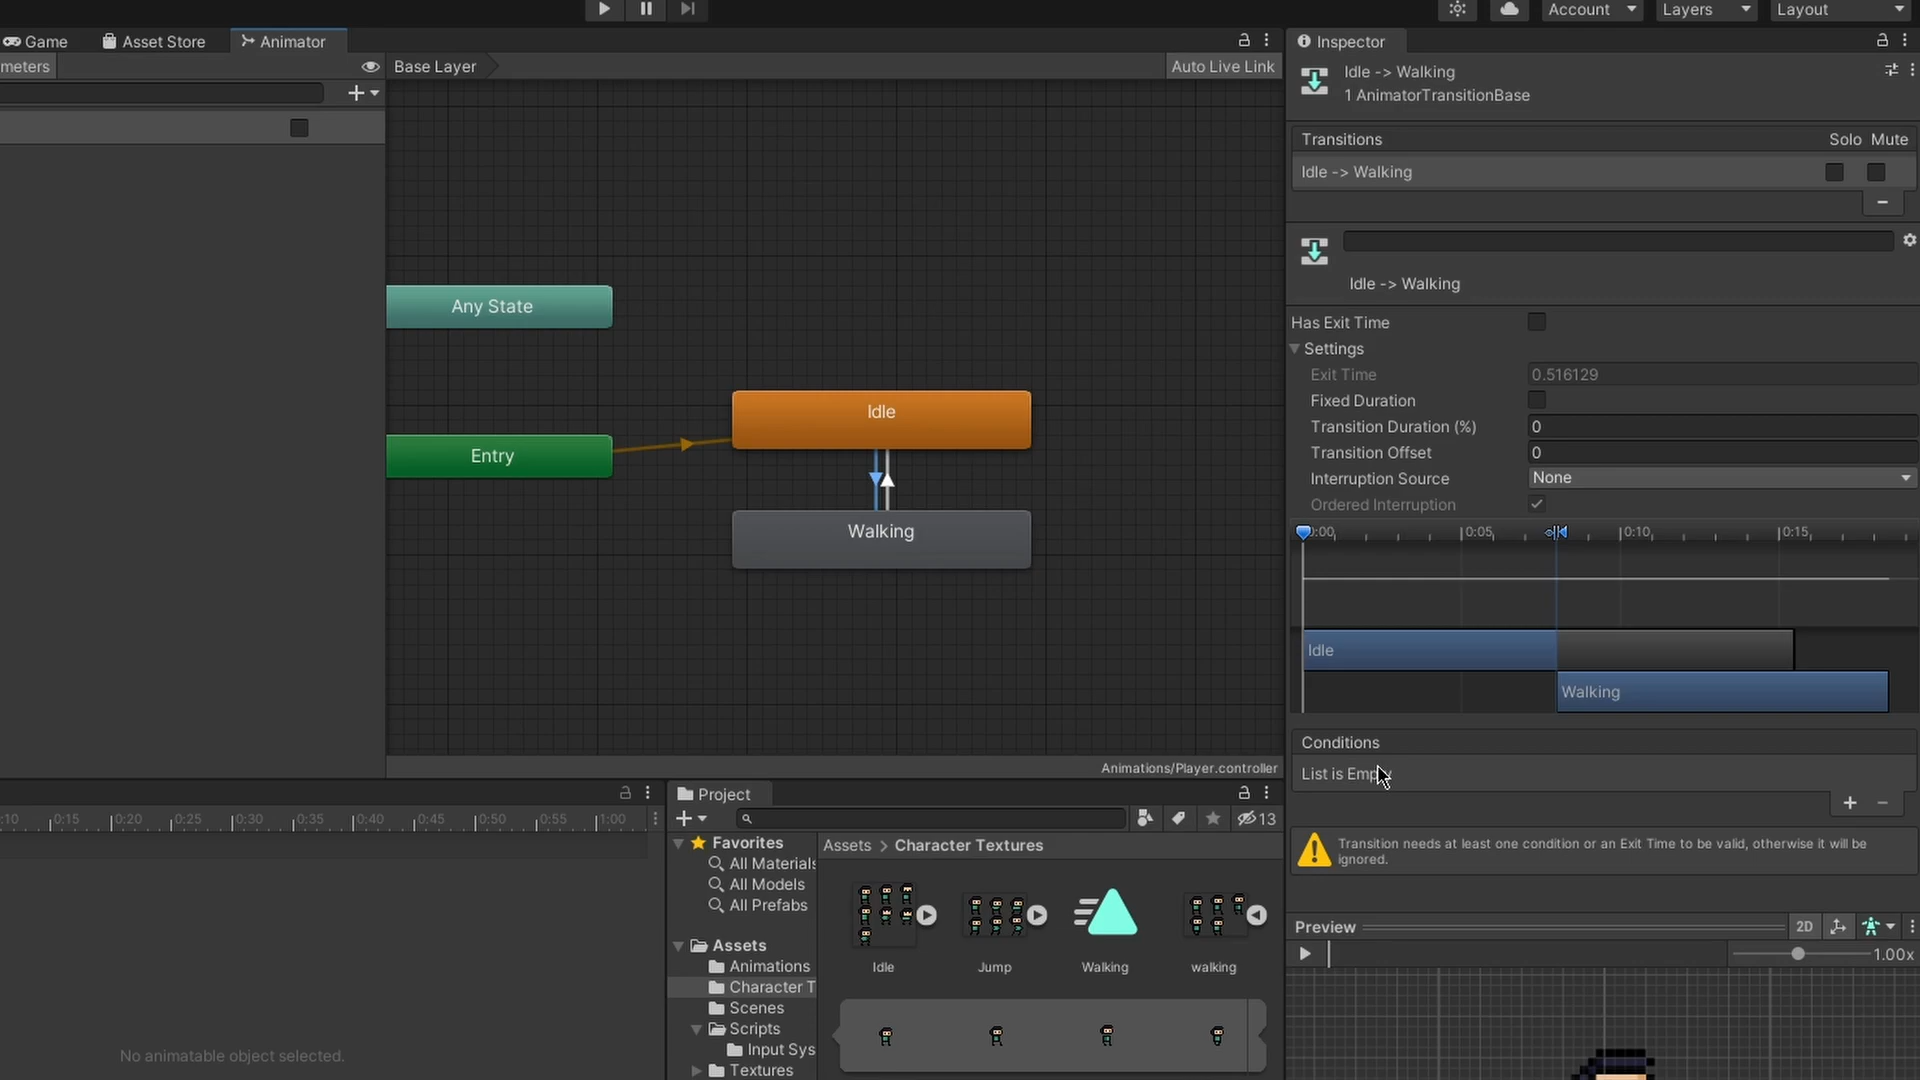 Account
Layers
Layout
Game
Asset Store
Animator
meters
Base Layer
Auto Live Link
Any State
Entry
Idle
Walking
Animations/Player.controller
Inspector
Idle -> Walking
1 AnimatorTransitionBase
Transitions
Solo Mute
Idle -> Walking
Idle -> Walking
Has Exit Time
Settings
Exit Time 0.516129
Fixed Duration
Transition Duration (%) 0
Transition Offset 0
Interruption Source None
Ordered Interruption
0:00 0:05 0:10 0:15
Idle
Walking
Conditions
List is Empty
Transition needs at least one condition or an Exit Time to be valid, otherwise it will be
ignored.
Preview
2D
1.00x
:10 0:15 0:20 0:25 0:30 0:35 0:40 0:45 0:50 0:55 1:00
No animatable object selected.
Project
13
Favorites
All Materials
All Models
All Prefabs
Assets
Animations
Character T
Scenes
Scripts
Input Sys
Textures
Assets > Character Textures
Idle
Jump
Walking
walking